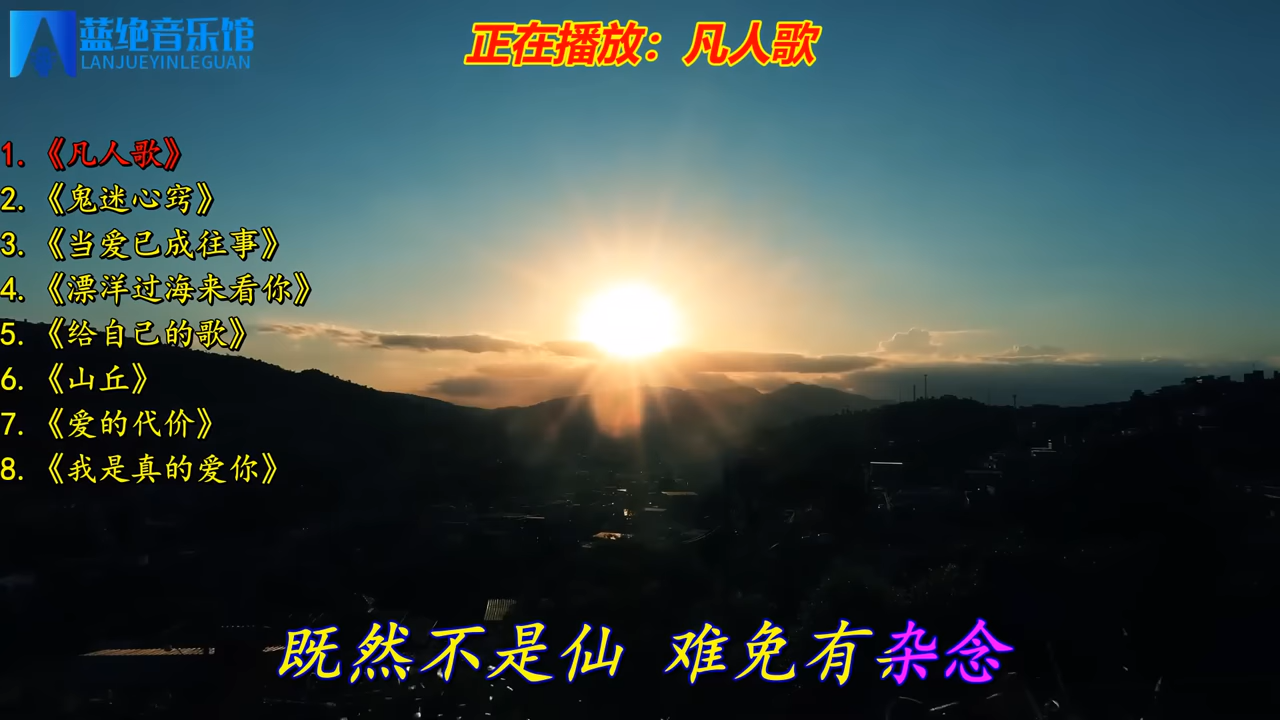 蓝绝音乐馆
LANJUEYINLEGUAN
正在播放：凡人歌
1.《凡人歌》
2.《鬼迷心窍》
3.《当爱已成往事》
4.《漂洋过海来看你》
5.《给自己的歌》
6.《山丘》
7.《爱的代价》
8.《我是真的爱你》
既然不是仙 难免有杂念